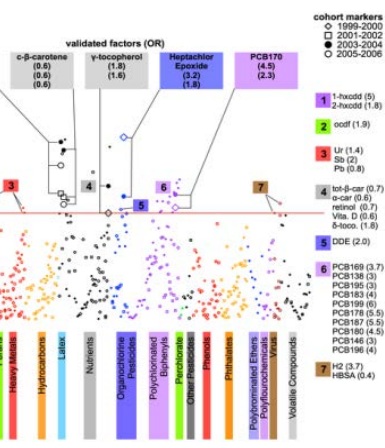 cohort markers
1999-2000
2001-2002
2003-2004
2005-2006
validated factors (OR)
c-β-carotene
(0.6)
(0.6)
(0.6)
γ-tocopherol
(1.8)
(1.6)
Heptachlor
Epoxide
(3.2)
(1.8)
PCB170
(4.5)
(2.3)
1 1-hxcdd (5)
2-hxcdd (1.8)
2 ocdf (1.9)
3 Ur (1.4)
Sb (2)
Pb (0.8)
4 tot-β-car (0.7)
α-car (0.6)
retinol (0.7)
Vita. D (0.6)
δ-toco. (1.8)
5 DDE (2.0)
6 PCB169 (3.7)
PCB138 (3)
PCB195 (3)
PCB183 (4)
PCB199 (6)
PCB178 (5.5)
PCB187 (5.5)
PCB180 (4.5)
PCB146 (3)
PCB196 (4)
7 H2 (3.7)
HBSA (0.4)
3
4
5
6
7
Heavy Metals
Hydrocarbons
Latex
Nutrients
Organochlorine
Pesticides
Polychlorinated
Biphenyls
Perchlorate
Other Pesticides
Phenols
Phthalates
Polybrominated Ethers
Polyflourochemicals
Virus
Volatile Compounds